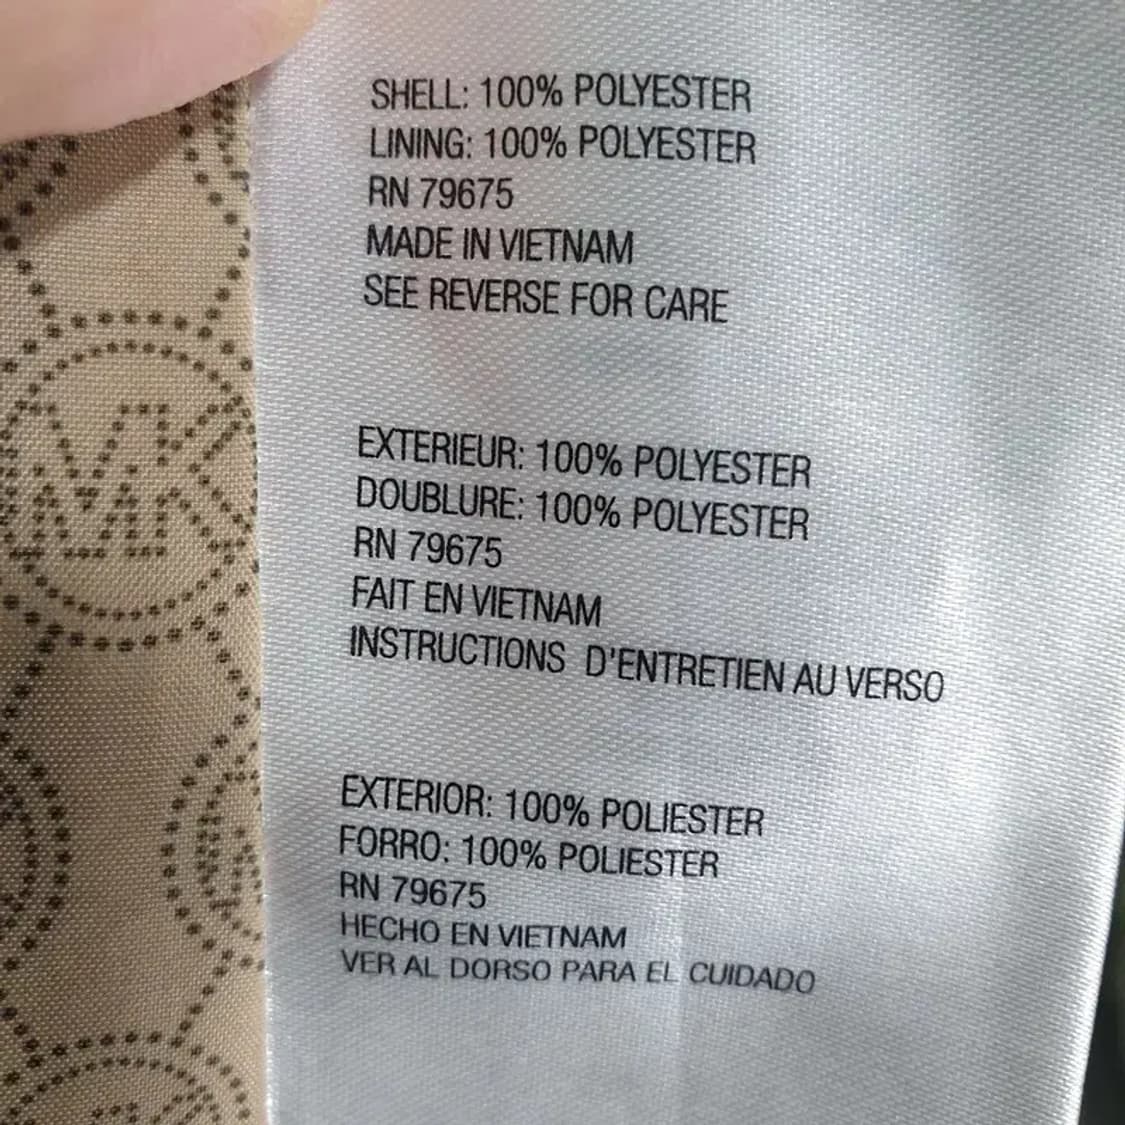 SHELL: 100% POLYESTER
LINING: 100% POLYESTER
RN 79675
MADE IN VIETNAM
SEE REVERSE FOR CARE
EXTERIEUR: 100% POLYESTER
DOUBLURE: 100% POLYESTER
RN 79675
FAIT EN VIETNAM
INSTRUCTIONS D'ENTRETIEN AU VERSO
EXTERIOR: 100% POLIESTER
FORRO: 100% POLIESTER
RN 79675
HECHO EN VIETNAM
VER AL DORSO PARA EL CUIDADO
MK